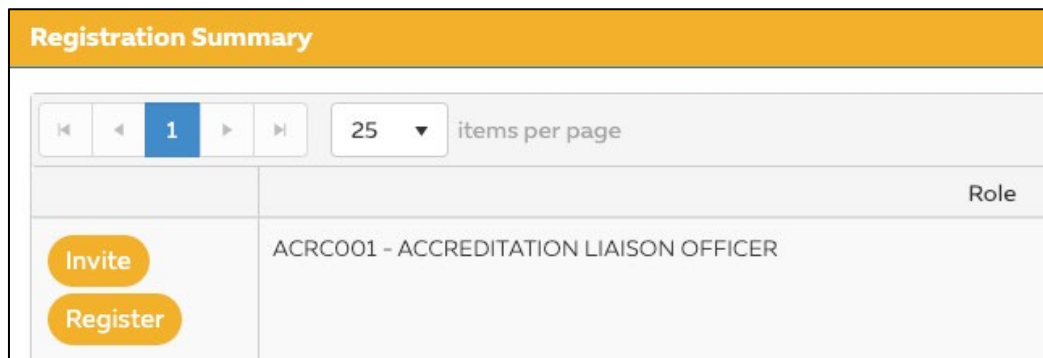 Registration Summary
1 25 items per page
Role
Invite ACRC001 - ACCREDITATION LIAISON OFFICER
Register